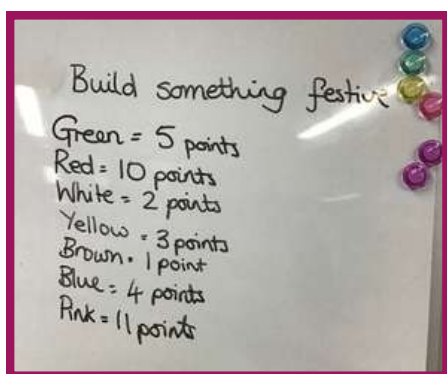 Build something festive
Green = 5 points
Red = 10 points
White = 2 points
Yellow = 3 points
Brown = 1 point
Blue = 4 points
Pink = 11 points